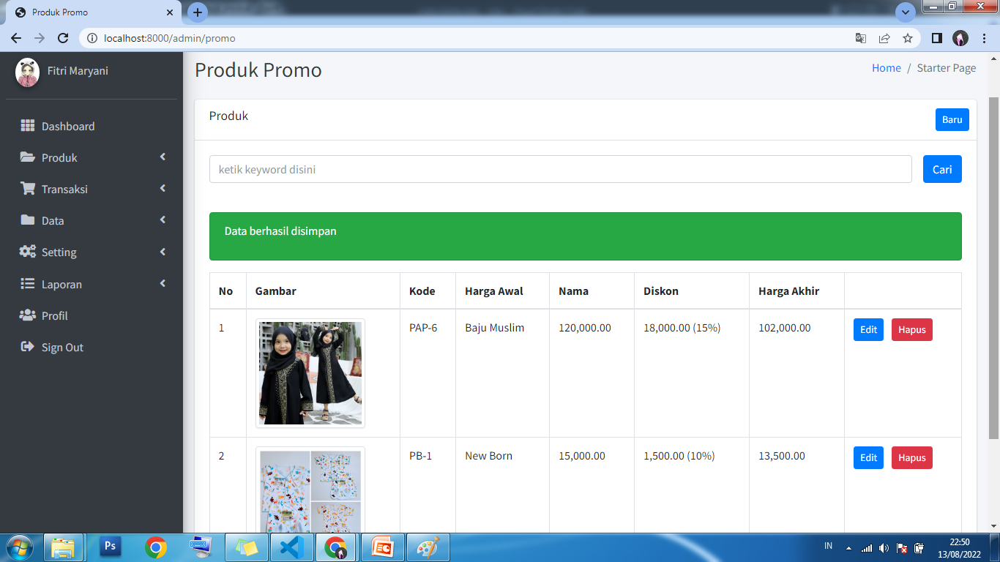 Produk Promo
localhost:8000/admin/promo
Fitri Maryani
Produk Promo
Home / Starter Page
Dashboard
Produk
Transaksi
Data
Setting
Laporan
Profil
Sign Out
Produk
Baru
ketik keyword disini
Cari
Data berhasil disimpan
No Gambar Kode Harga Awal Nama Diskon Harga Akhir
1 PAP-6 Baju Muslim 120,000.00 18,000.00 (15%) 102,000.00 Edit Hapus
2 PB-1 New Born 15,000.00 1,500.00 (10%) 13,500.00 Edit Hapus
Ps
IN
22:50
13/08/2022